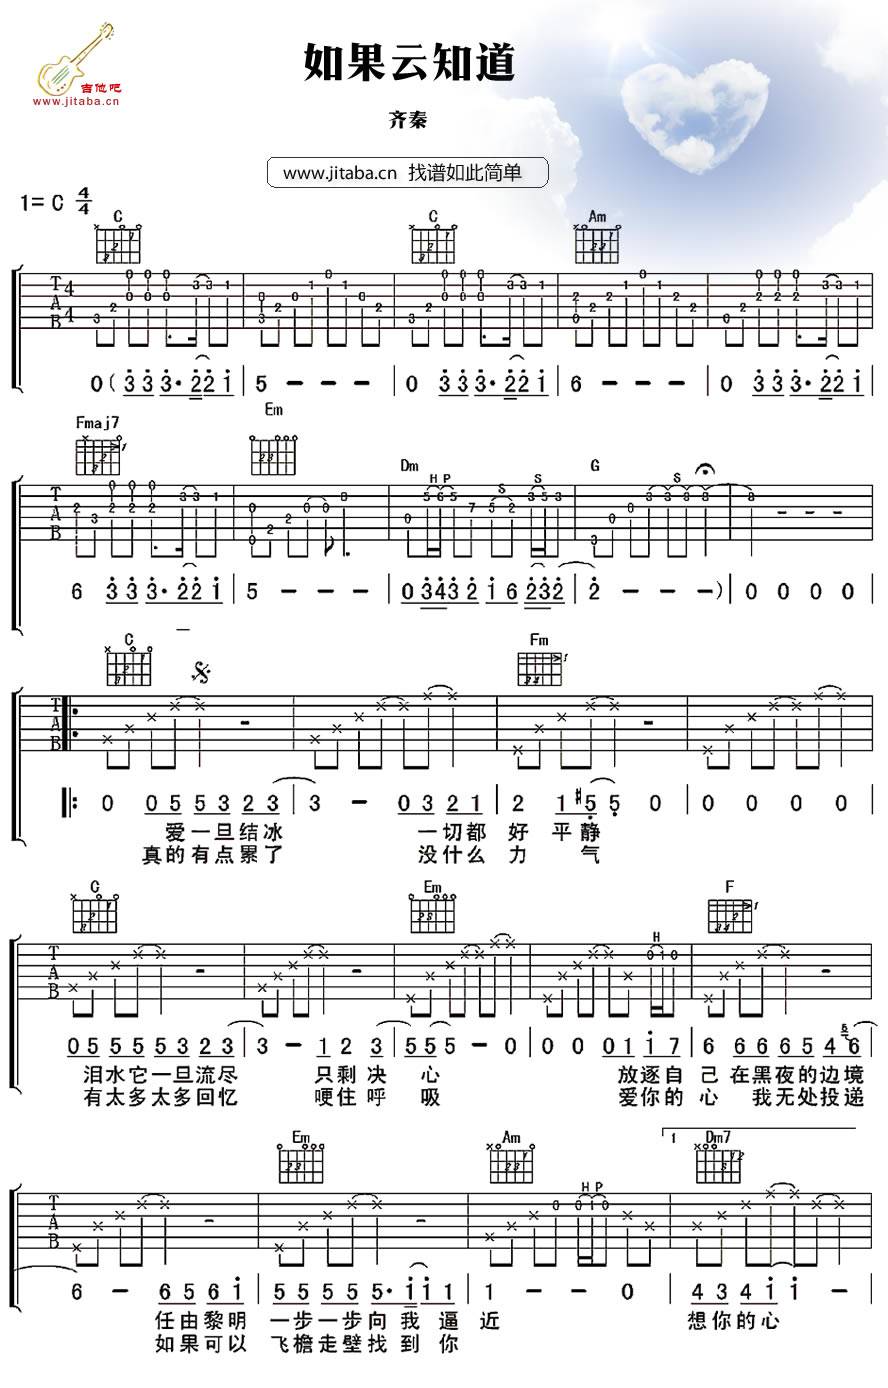 如果云知道
吉他吧
www.jitaba.cn
齐秦
www.jitaba.cn 找谱如此简单
1= C 4/4
C C Am
T A B 4 4
0 ( 3 3 3· 2 2 1 | 5 - - - | 0 3 3 3· 2 2 1 | 6 - - - | 0 3 3 3· 2 2 1
Fmaj7 Em Dm G
H P S S S
6 3 3 3· 2 2 1 | 5 - - - | 0 3 4 3 2 1 6 2 3 2 | 2 - - - ) | 0 0 0 0
C Fm
T A B
0 0 5 5 3 2 3 | 3 - 0 3 2 1 | 2 1 #5 5 0 | 0 0 0 0
爱一旦结冰 一切都 好 平静
真的有点累了 没什么 力 气
C Em F
H
T A B
0 5 5 5 5 3 2 3 | 3 - 1 2 3 | 5 5 5 - 0 | 0 0 0 1 1 7 | 6 6 6 6 5 4 6
泪水它一旦流尽 只剩决 心 放逐自 己 在黑夜的边境
有太多太多回忆 哽住呼 吸 爱你的 心 我无处投递
Em Am 1 Dm7
H P
T A B
6 - 6 5 6 1 | 5 5 5 5· 1 1 1 | 1 - - 0 | 4 3 4 1 1 -
任由黎明 一步一步向我逼 近 想你的心
如果可以 飞檐走壁找到 你